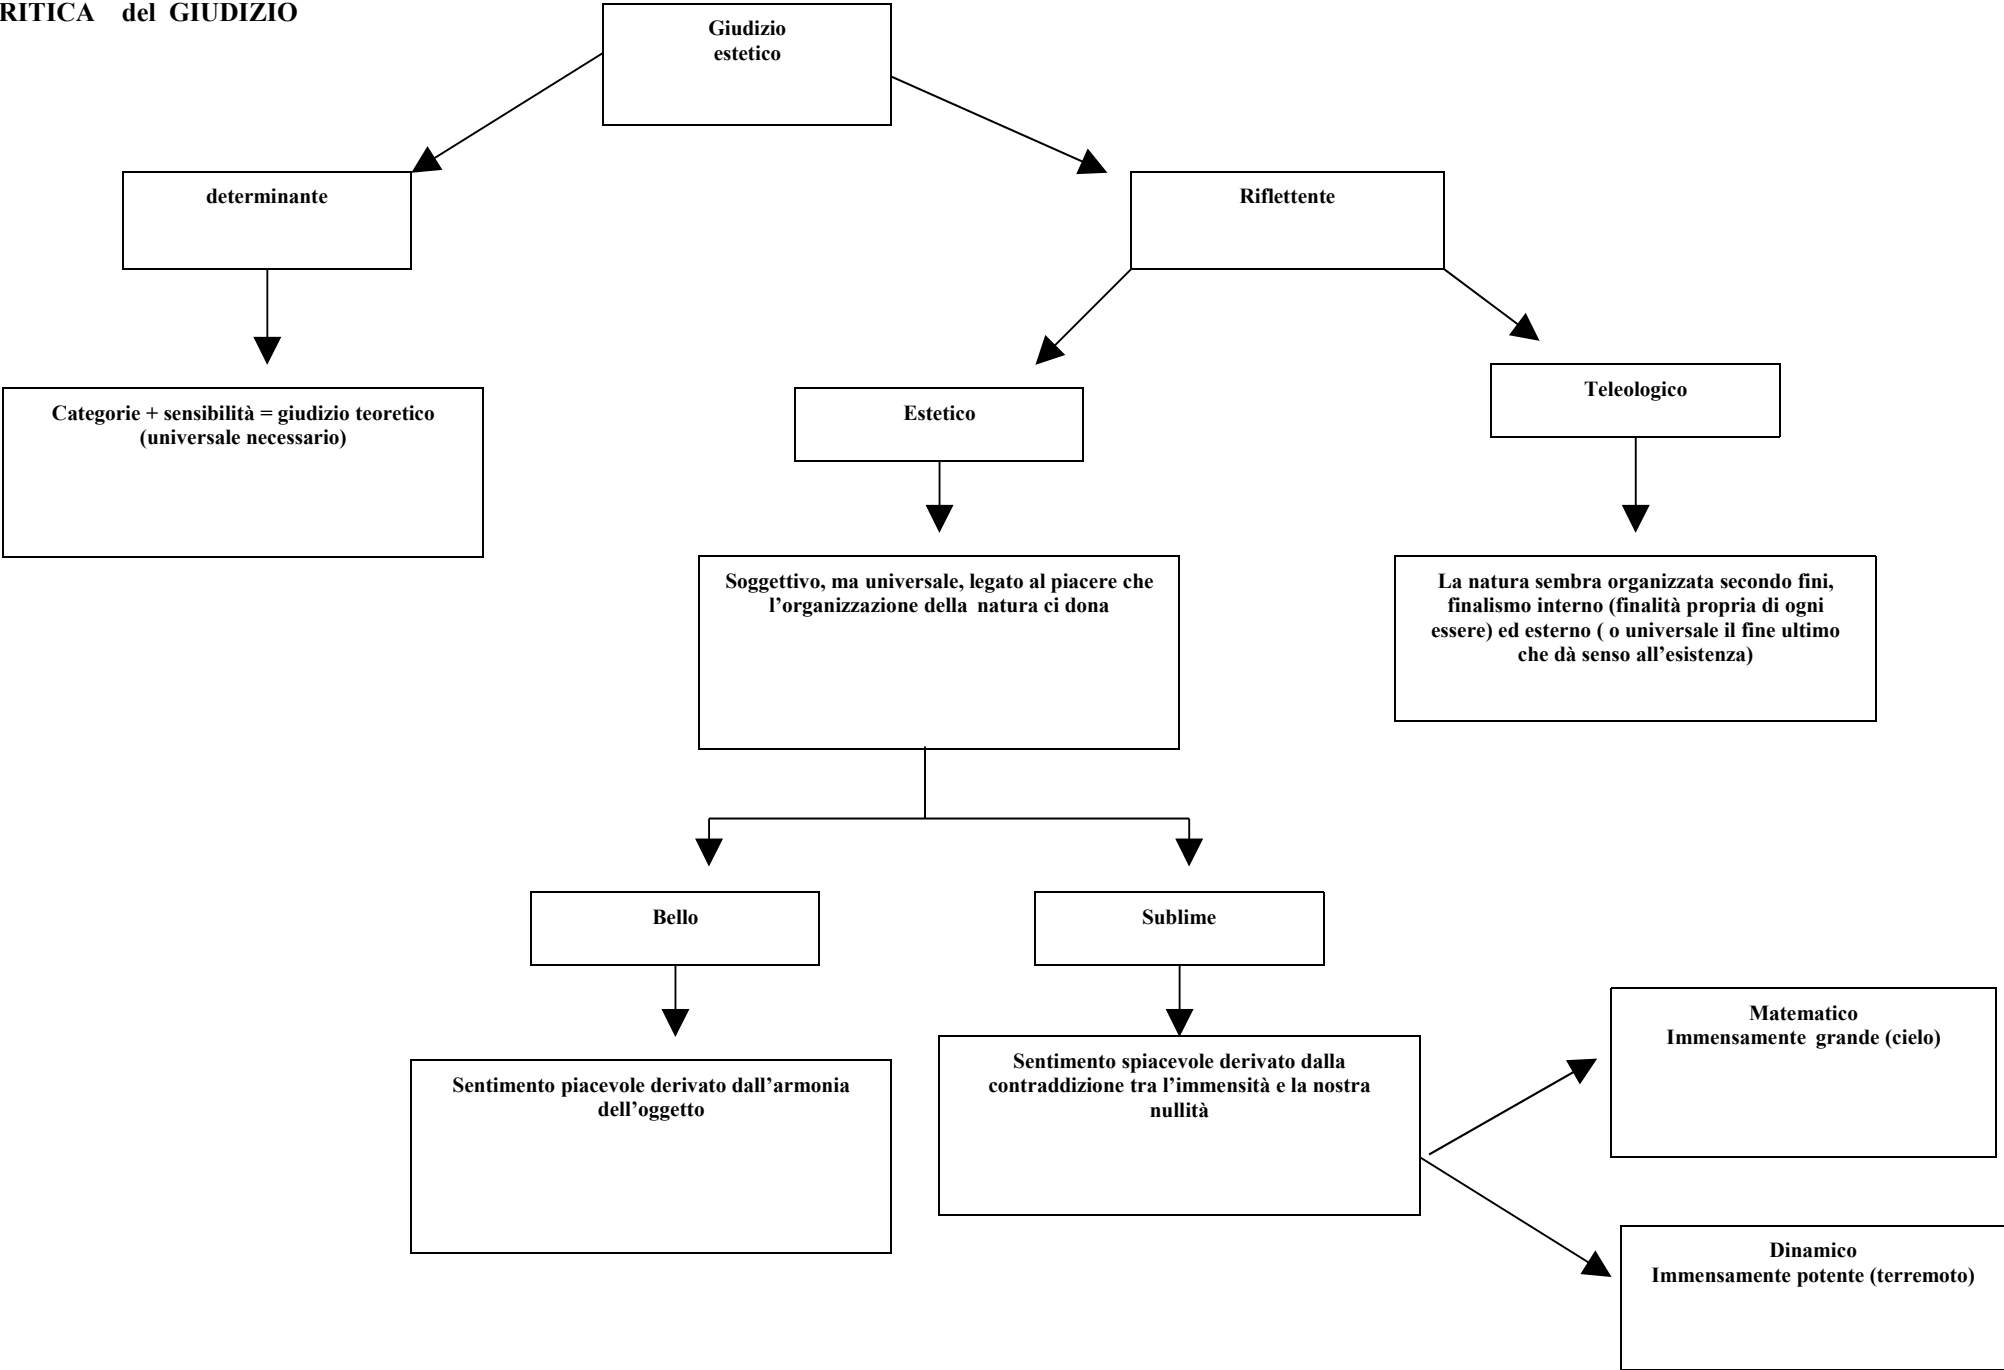 RITICA del GIUDIZIO
Giudizio
estetico
determinante
Riflettente
Categorie + sensibilità = giudizio teoretico
(universale necessario)
Estetico
Teleologico
Soggettivo, ma universale, legato al piacere che
l’organizzazione della natura ci dona
La natura sembra organizzata secondo fini,
finalismo interno (finalità propria di ogni
essere) ed esterno ( o universale il fine ultimo
che dà senso all’esistenza)
Bello
Sublime
Sentimento piacevole derivato dall’armonia
dell’oggetto
Sentimento spiacevole derivato dalla
contraddizione tra l’immensità e la nostra
nullità
Matematico
Immensamente grande (cielo)
Dinamico
Immensamente potente (terremoto)